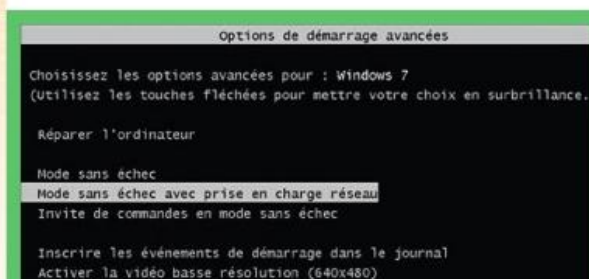 Options de démarrage avancées
Choisissez les options avancées pour : Windows 7
(Utilisez les touches fléchées pour mettre votre choix en surbrillance.
Réparer l'ordinateur
Mode sans échec
Mode sans échec avec prise en charge réseau
Invite de commandes en mode sans échec
Inscrire les événements de démarrage dans le journal
Activer la vidéo basse résolution (640x480)